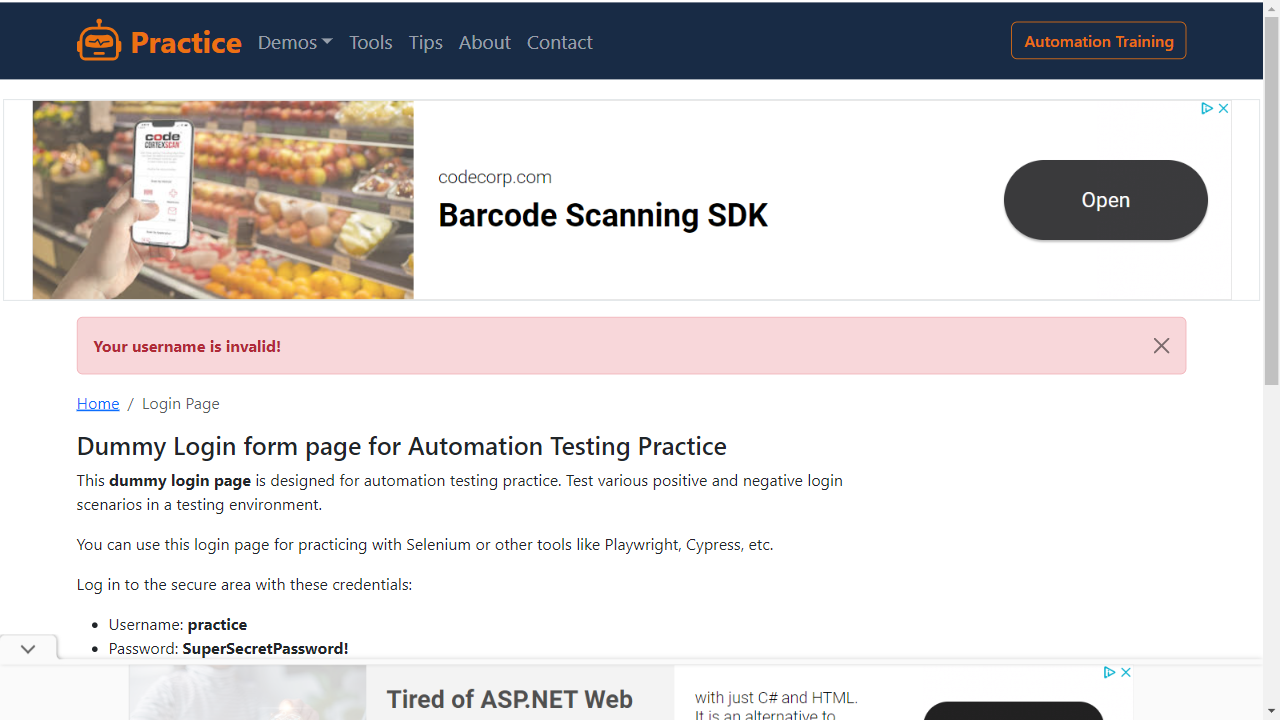 Practice Demos Tools Tips About Contact Automation Training
code
CORTEXSCAN
codecorp.com
Barcode Scanning SDK
Open
Your username is invalid!
Home / Login Page
Dummy Login form page for Automation Testing Practice
This dummy login page is designed for automation testing practice. Test various positive and negative login
scenarios in a testing environment.
You can use this login page for practicing with Selenium or other tools like Playwright, Cypress, etc.
Log in to the secure area with these credentials:
• Username: practice
• Password: SuperSecretPassword!
Tired of ASP.NET Web
with just C# and HTML.
It is an alternative to